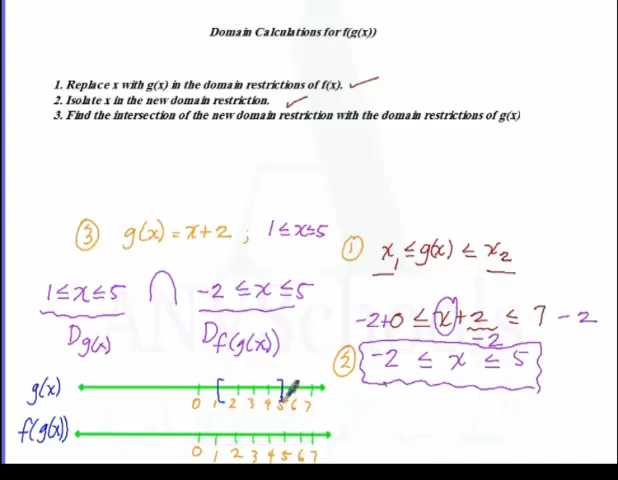 Domain Calculations for f(g(x))
1. Replace x with g(x) in the domain restrictions of f(x).
2. Isolate x in the new domain restriction.
3. Find the intersection of the new domain restriction with the domain restrictions of g(x)
③ g(x) = x+2 ; 1 ≤ x ≤ 5
① x₁ ≤ g(x) ≤ x₂
1 ≤ x ≤ 5 ∩ -2 ≤ x ≤ 5
-2+0 ≤ x+2 ≤ 7 -2
-2
D g(x) D f(g(x))
② -2 ≤ x ≤ 5
g(x) [ ]
0 1 2 3 4 5 6 7
f(g(x))
0 1 2 3 4 5 6 7